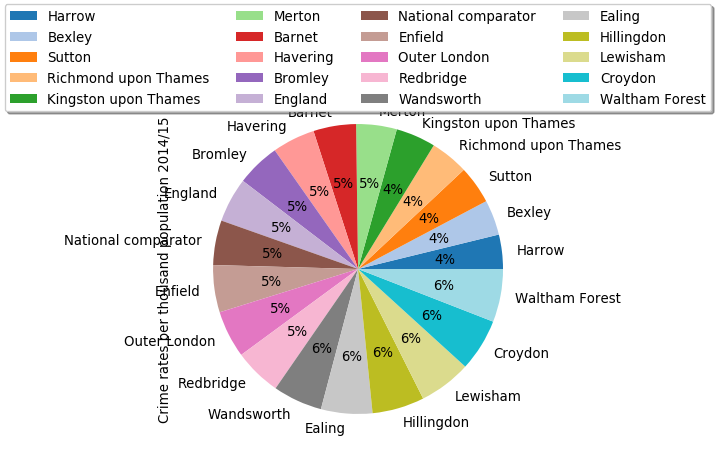 Harrow
Bexley
Sutton
Richmond upon Thames
Kingston upon Thames
Merton
Barnet
Havering
Bromley
England
National comparator
Enfield
Outer London
Redbridge
Wandsworth
Ealing
Hillingdon
Lewisham
Croydon
Waltham Forest
Crime rates per thousand population 2014/15
Harrow
Bexley
Sutton
Richmond upon Thames
Kingston upon Thames
Merton
Barnet
Havering
Bromley
England
National comparator
Enfield
Outer London
Redbridge
Wandsworth
Ealing
Hillingdon
Lewisham
Croydon
Waltham Forest
4%
4%
4%
4%
4%
5%
5%
5%
5%
5%
5%
5%
5%
5%
6%
6%
6%
6%
6%
6%